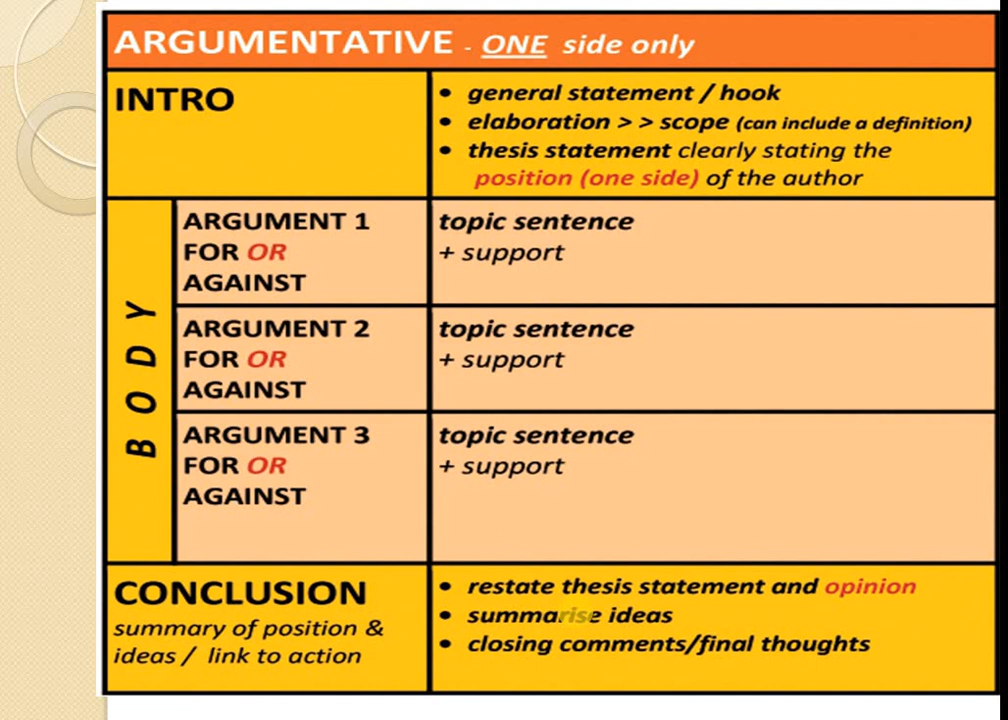 ARGUMENTATIVE - ONE side only
INTRO
• general statement / hook
• elaboration > > scope (can include a definition)
• thesis statement clearly stating the
position (one side) of the author
BODY
ARGUMENT 1
FOR OR
AGAINST
topic sentence
+ support
ARGUMENT 2
FOR OR
AGAINST
topic sentence
+ support
ARGUMENT 3
FOR OR
AGAINST
topic sentence
+ support
CONCLUSION
summary of position &
ideas / link to action
• restate thesis statement and opinion
• summarise ideas
• closing comments/final thoughts